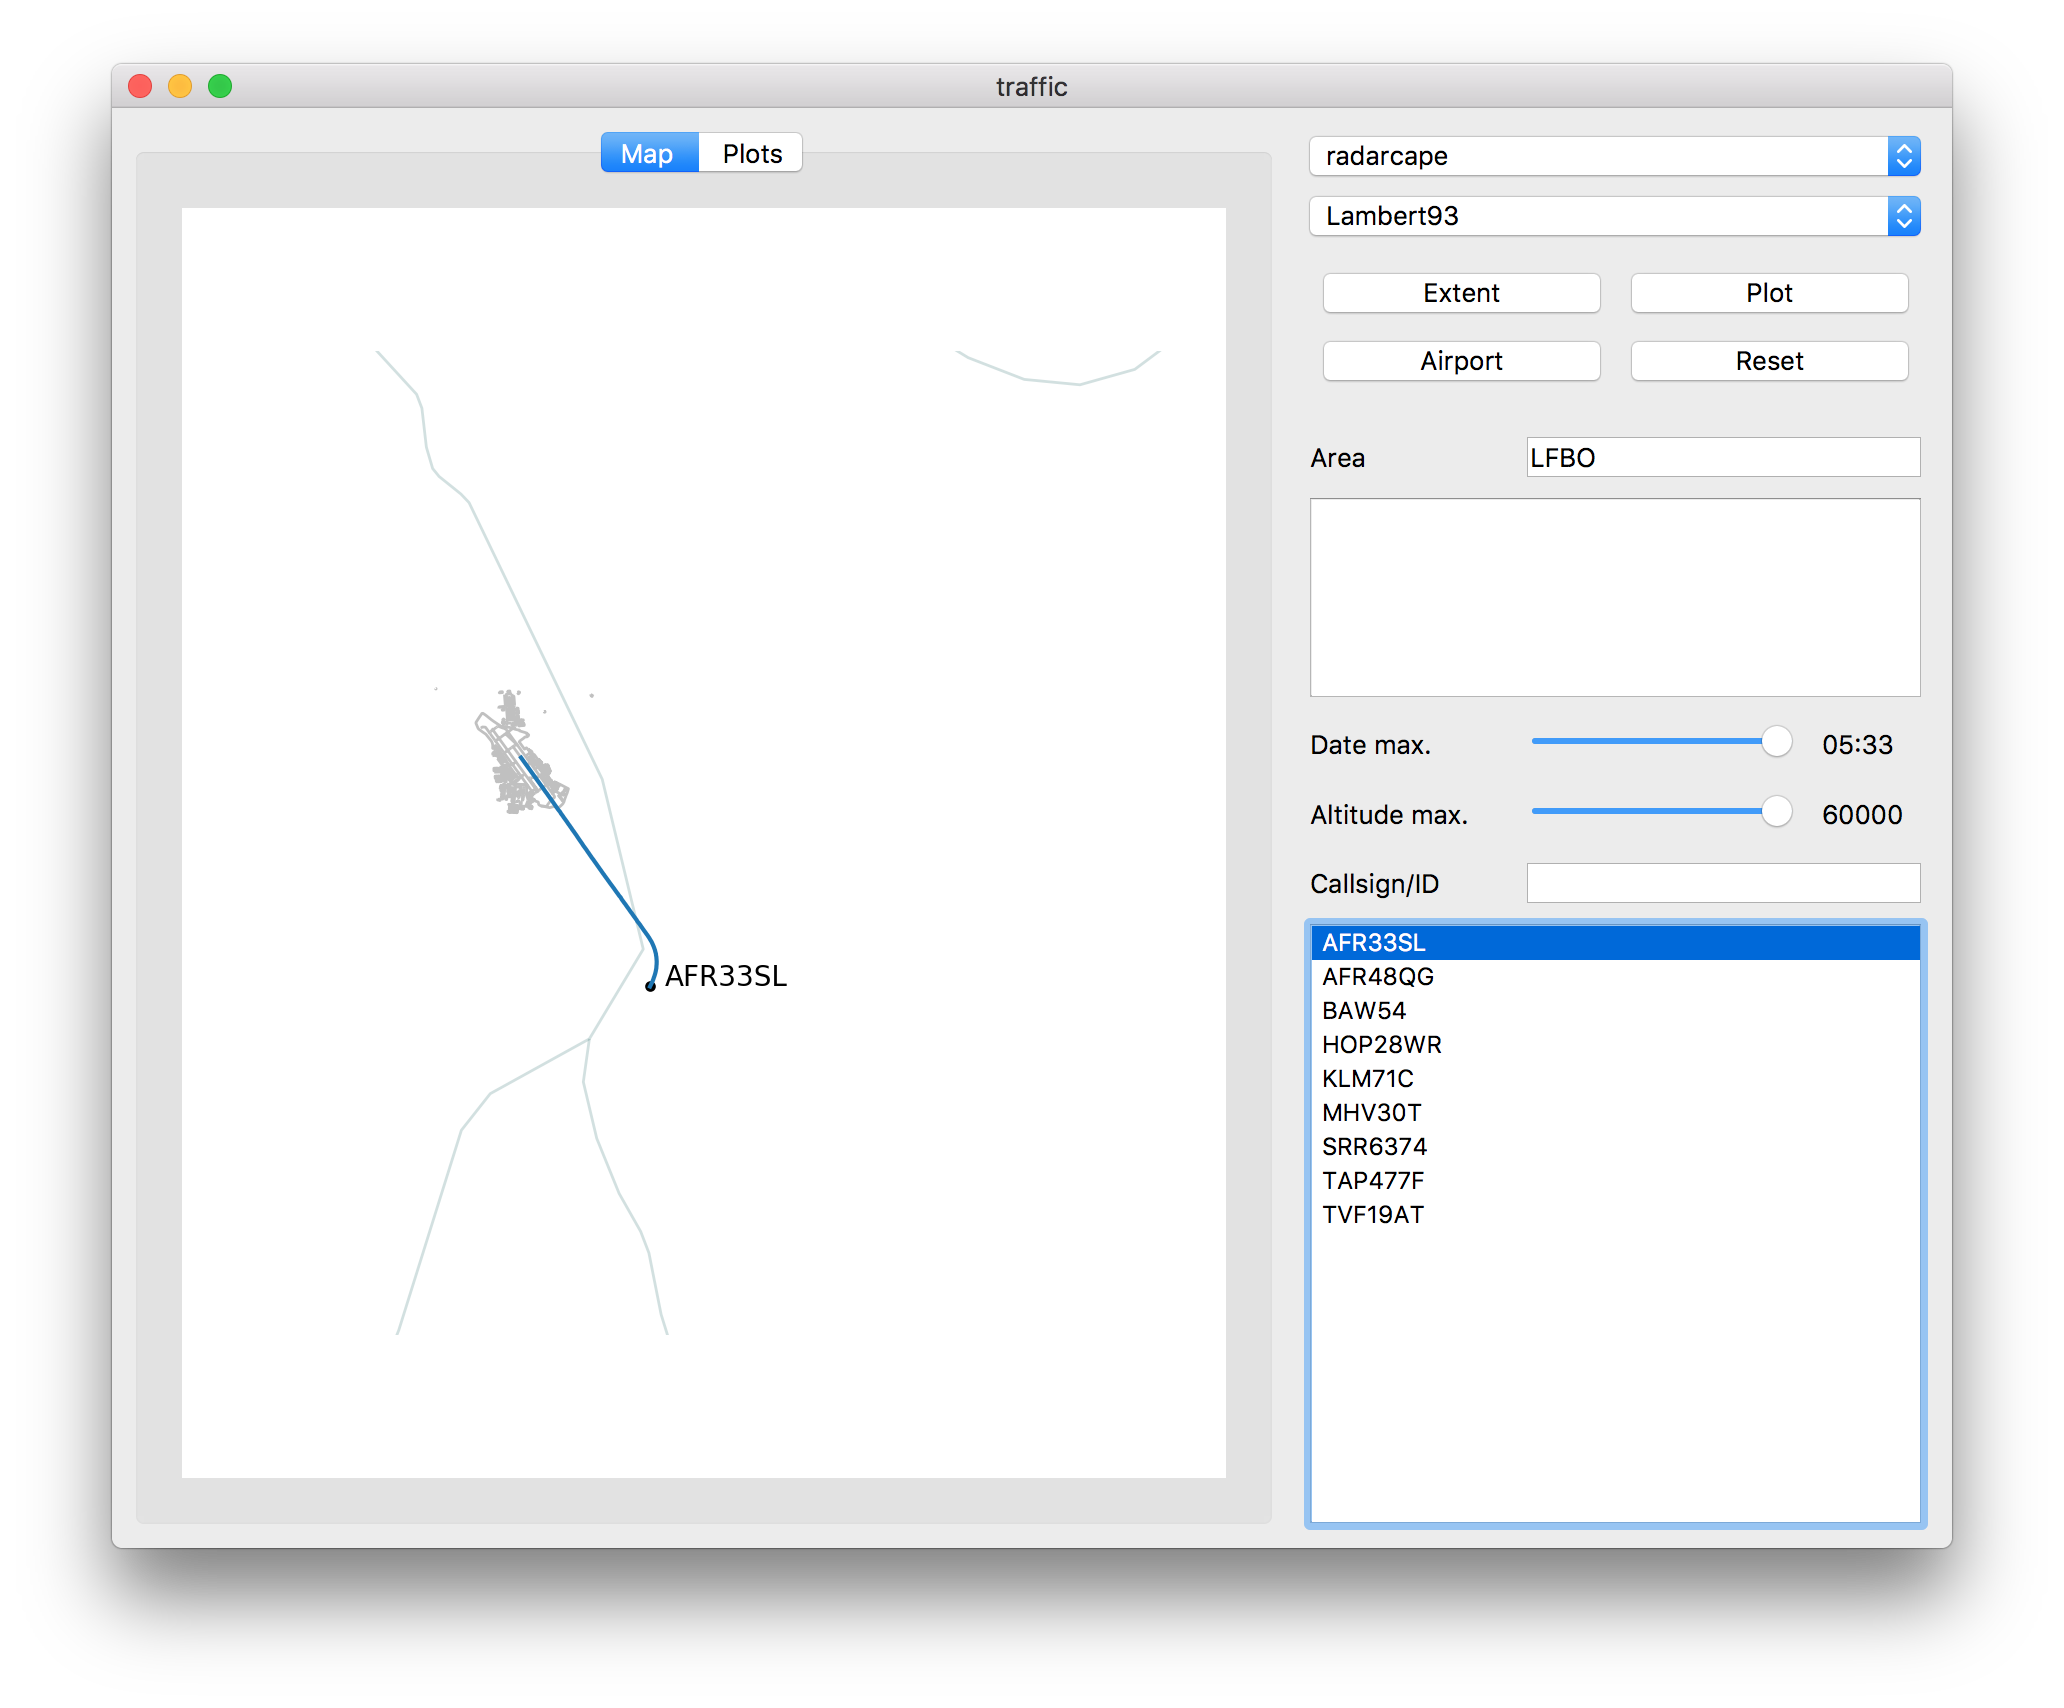 traffic
Map Plots
radarcape
Lambert93
Extent Plot
Airport Reset
Area LFBO
Date max. 05:33
Altitude max. 60000
Callsign/ID
AFR33SL
AFR48QG
BAW54
HOP28WR
KLM71C
MHV30T
SRR6374
TAP477F
TVF19AT
AFR33SL